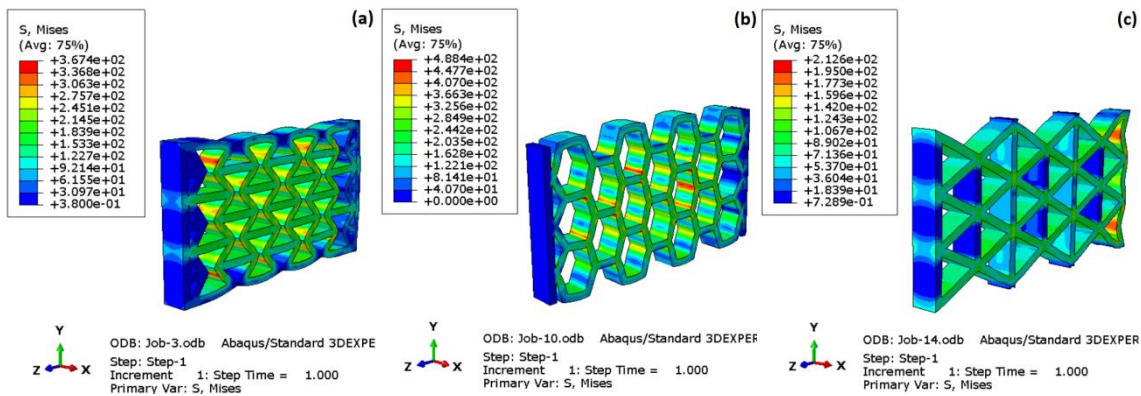 S, Mises
(Avg: 75%)
+3.674e+02
+3.368e+02
+3.063e+02
+2.757e+02
+2.451e+02
+2.145e+02
+1.839e+02
+1.533e+02
+1.227e+02
+9.214e+01
+6.155e+01
+3.097e+01
+3.800e-01
(a)
Y
Z
X
ODB: Job-3.odb Abaqus/Standard 3DEXPE
Step: Step-1
Increment 1: Step Time = 1.000
Primary Var: S, Mises
S, Mises
(Avg: 75%)
+4.884e+02
+4.477e+02
+4.070e+02
+3.663e+02
+3.256e+02
+2.849e+02
+2.442e+02
+2.035e+02
+1.628e+02
+1.221e+02
+8.141e+01
+4.070e+01
+0.000e+00
(b)
Y
Z
X
ODB: Job-10.odb Abaqus/Standard 3DEXPER
Step: Step-1
Increment 1: Step Time = 1.000
Primary Var: S, Mises
S, Mises
(Avg: 75%)
+2.126e+02
+1.950e+02
+1.773e+02
+1.596e+02
+1.420e+02
+1.243e+02
+1.067e+02
+8.902e+01
+7.136e+01
+5.370e+01
+3.604e+01
+1.839e+01
+7.289e-01
(c)
Y
Z
X
ODB: Job-14.odb Abaqus/Standard 3DEXPER
Step: Step-1
Increment 1: Step Time = 1.000
Primary Var: S, Mises